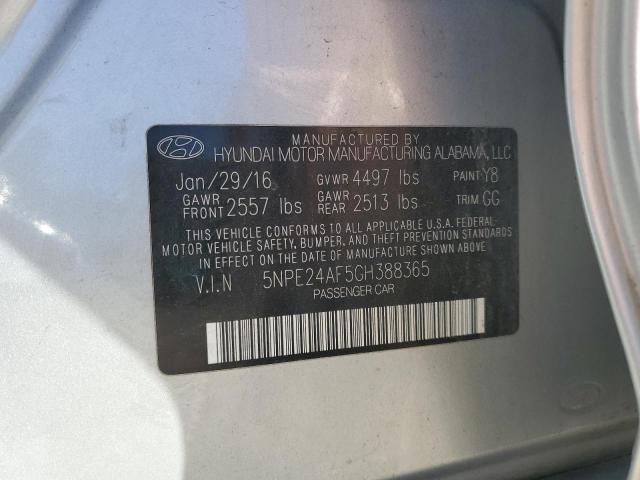 MANUFACTURED BY
HYUNDAI MOTOR MANUFACTURING ALABAMA, LLC
Jan/29/16 GVWR 4497 lbs PAINT Y8
GAWR FRONT 2557 lbs GAWR REAR 2513 lbs TRIM GG
THIS VEHICLE CONFORMS TO ALL APPLICABLE U.S.A. FEDERAL
MOTOR VEHICLE SAFETY, BUMPER, AND THEFT PREVENTION STANDARDS
IN EFFECT ON THE DATE OF MANUFACTURE SHOWN ABOVE.
V.I.N 5NPE24AF5GH388365
PASSENGER CAR